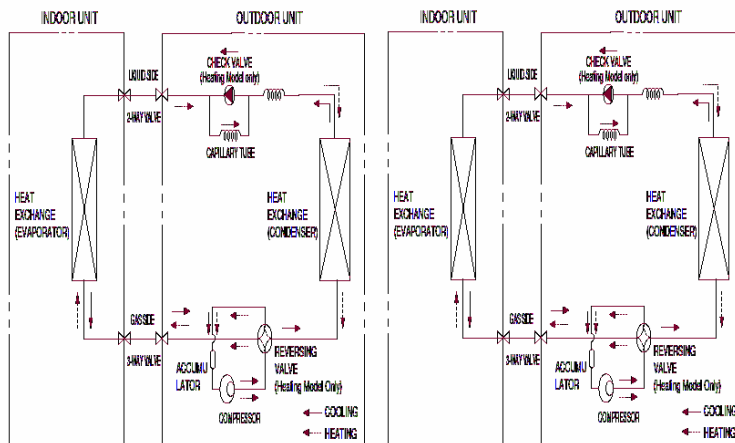 INDOOR UNIT
OUTDOOR UNIT
LIQUID SIDE
2-WAY VALVE
CHECK VALVE
(Heating Model only)
CAPILLARY TUBE
HEAT
EXCHANGE
(EVAPORATOR)
HEAT
EXCHANGE
(CONDENSER)
GAS SIDE
3-WAY VALVE
ACCUMU
LATOR
COMPRESSOR
REVERSING
VALVE
(Heating Model Only)
COOLING
HEATING
INDOOR UNIT
OUTDOOR UNIT
LIQUID SIDE
2-WAY VALVE
CHECK VALVE
(Heating Model only)
CAPILLARY TUBE
HEAT
EXCHANGE
(EVAPORATOR)
HEAT
EXCHANGE
(CONDENSER)
GAS SIDE
3-WAY VALVE
ACCUMU
LATOR
COMPRESSOR
REVERSING
VALVE
(Heating Model Only)
COOLING
HEATING